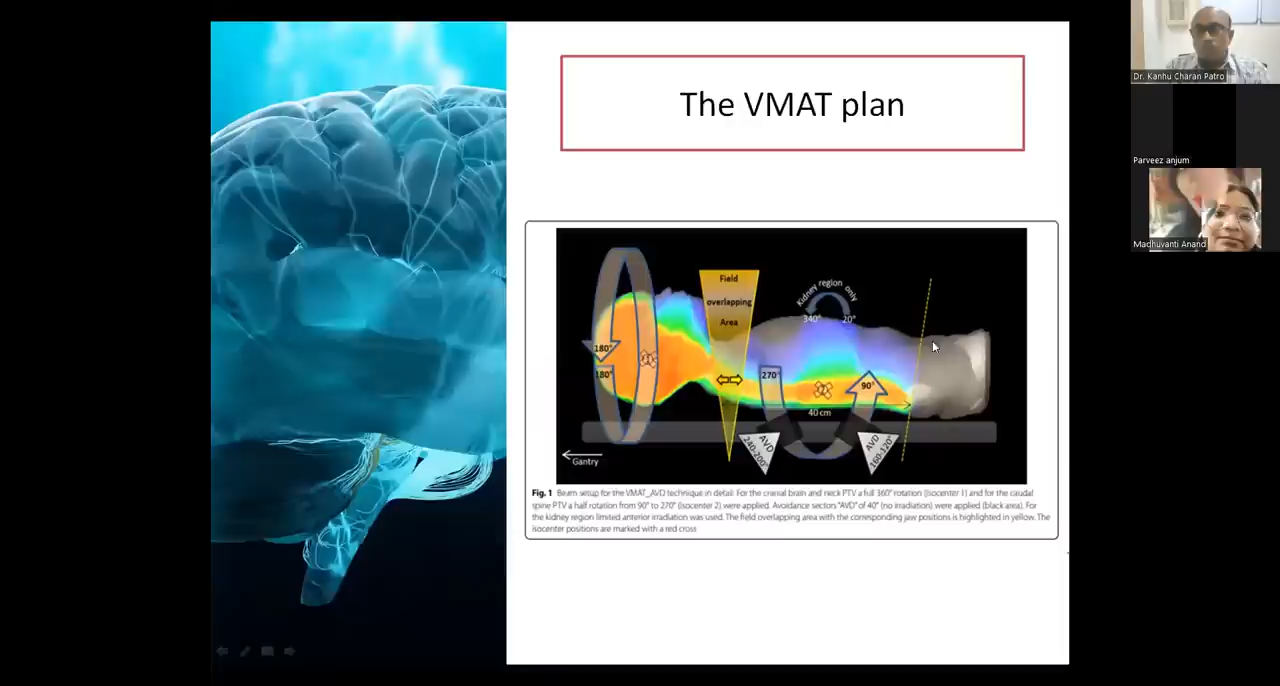 The VMAT plan
Field
overlapping
Area
Kidney region only
340°
20°
180°
180°
1
270°
2
90°
40 cm
AVD
240-200°
AVD
160-120°
Gantry
Fig. 1 Beam setup for the VMAT_AVD technique in detail. For the cranial brain and neck PTV a full 360° rotation (isocenter 1) and for the caudal
spine PTV a half rotation from 90° to 270° (isocenter 2) were applied. Avoidance sectors "AVD" of 40° (no irradiation) were applied (black area). For
the kidney region limited anterior irradiation was used. The field overlapping area with the corresponding jaw positions is highlighted in yellow. The
isocenter positions are marked with a red cross
Dr. Kanhu Charan Patro
Parveez anjum
Madhuvanti Anand